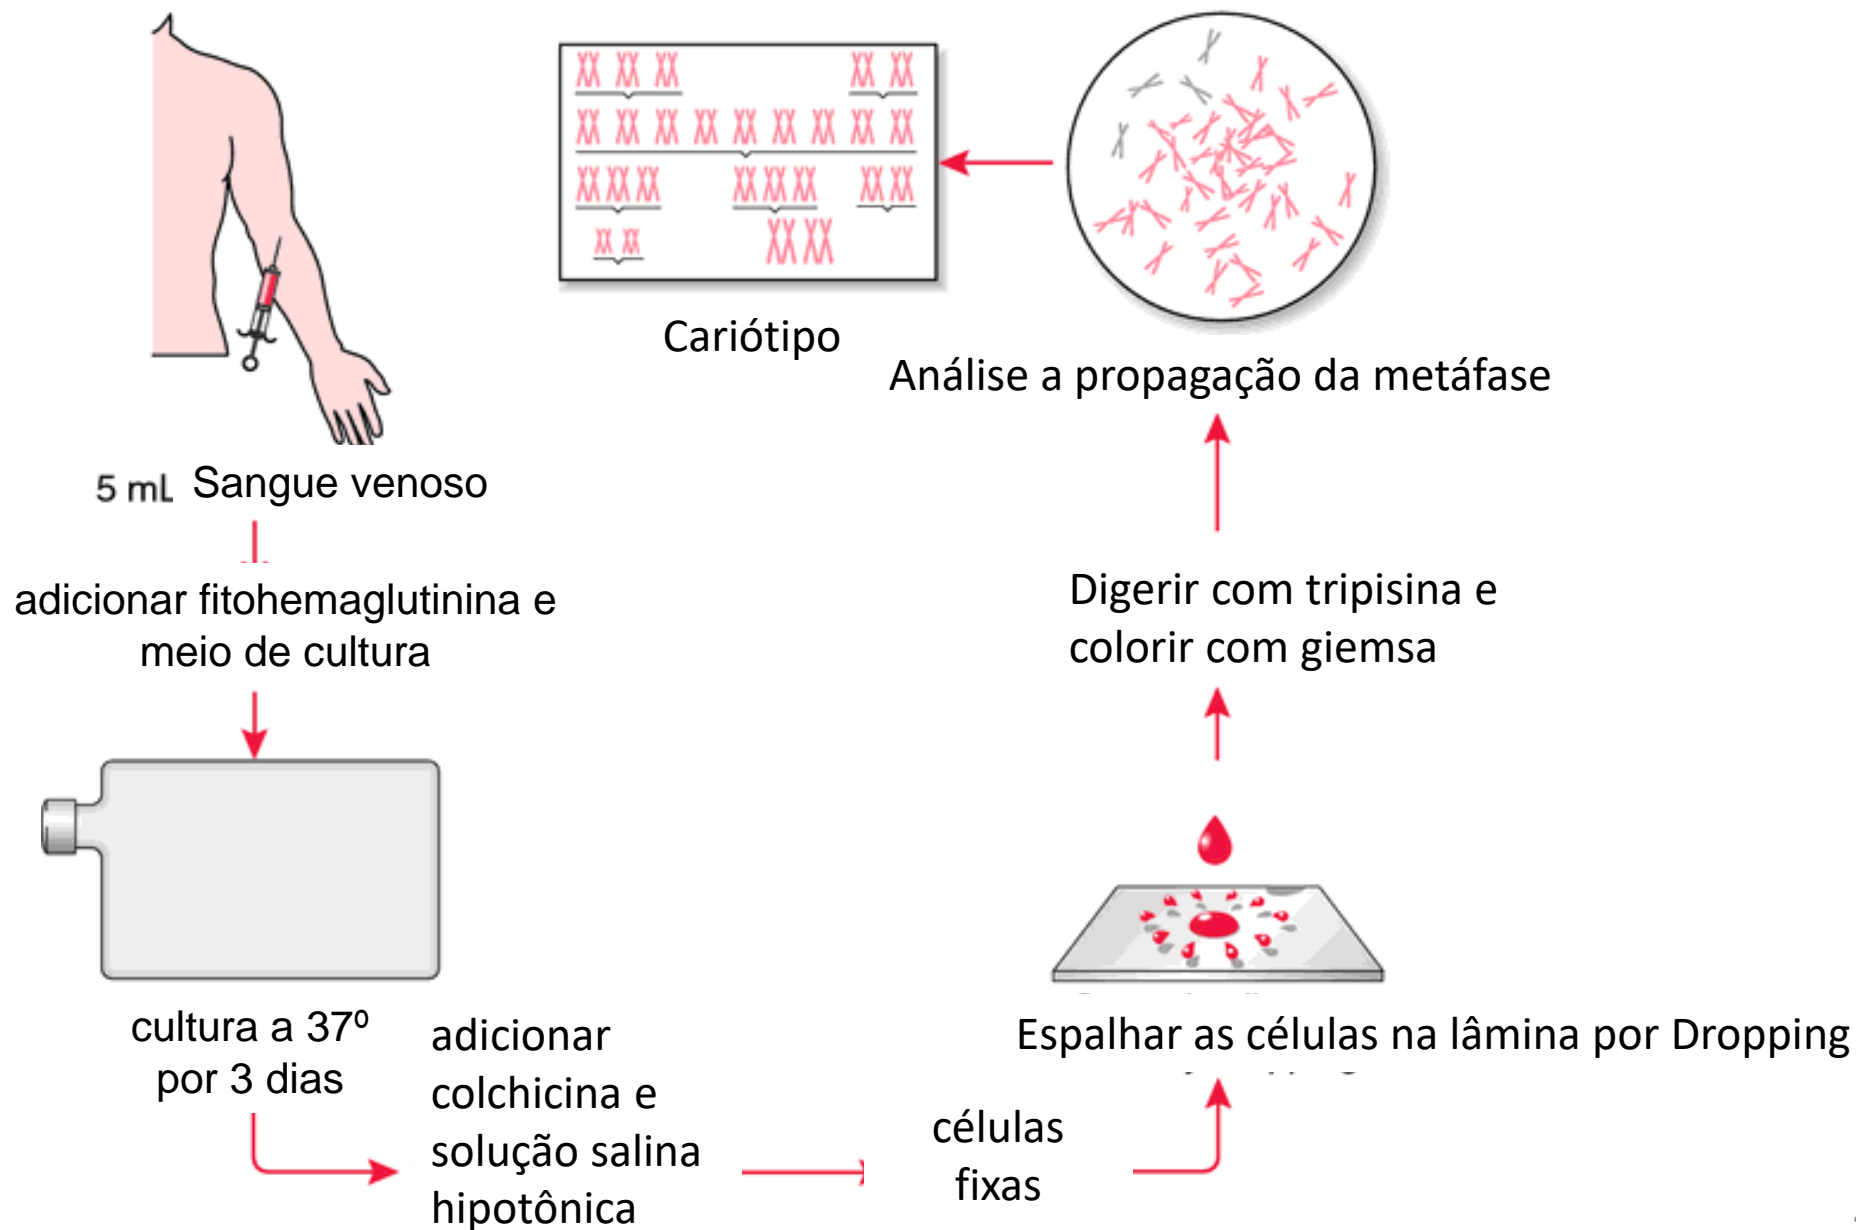 5 mL Sangue venoso
adicionar fitohemaglutinina e
meio de cultura
cultura a 37º
por 3 dias
adicionar
colchicina e
solução salina
hipotônica
células
fixas
Espalhar as células na lâmina por Dropping
Digerir com tripisina e
colorir com giemsa
Análise a propagação da metáfase
Cariótipo